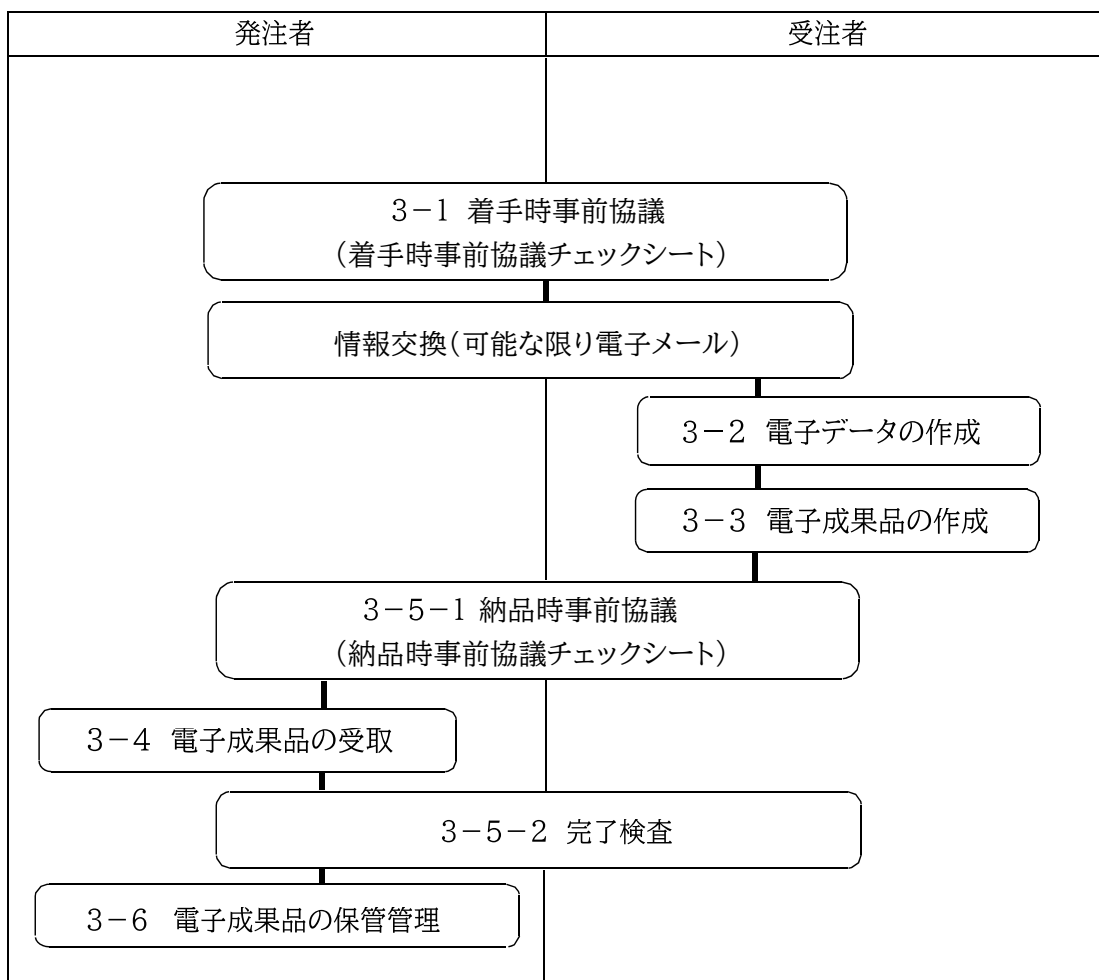 発注者
受注者
3-1 着手時事前協議
（着手時事前協議チェックシート）
情報交換（可能な限り電子メール）
3-2 電子データの作成
3-3 電子成果品の作成
3-5-1 納品時事前協議
（納品時事前協議チェックシート）
3-4 電子成果品の受取
3-5-2 完了検査
3-6 電子成果品の保管管理